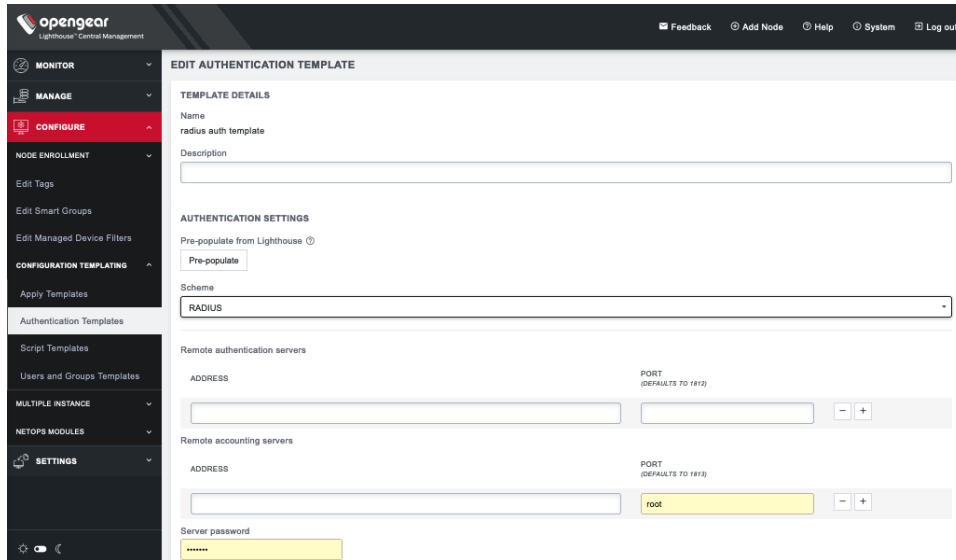 opengear
Lighthouse™ Central Management
Feedback
Add Node
Help
System
Log out
MONITOR
MANAGE
CONFIGURE
NODE ENROLLMENT
Edit Tags
Edit Smart Groups
Edit Managed Device Filters
CONFIGURATION TEMPLATING
Apply Templates
Authentication Templates
Script Templates
Users and Groups Templates
MULTIPLE INSTANCE
NETOPS MODULES
SETTINGS
EDIT AUTHENTICATION TEMPLATE
TEMPLATE DETAILS
Name
radius auth template
Description
AUTHENTICATION SETTINGS
Pre-populate from Lighthouse
Pre-populate
Scheme
RADIUS
Remote authentication servers
ADDRESS
PORT
(DEFAULTS TO 1812)
Remote accounting servers
ADDRESS
PORT
(DEFAULTS TO 1813)
root
Server password